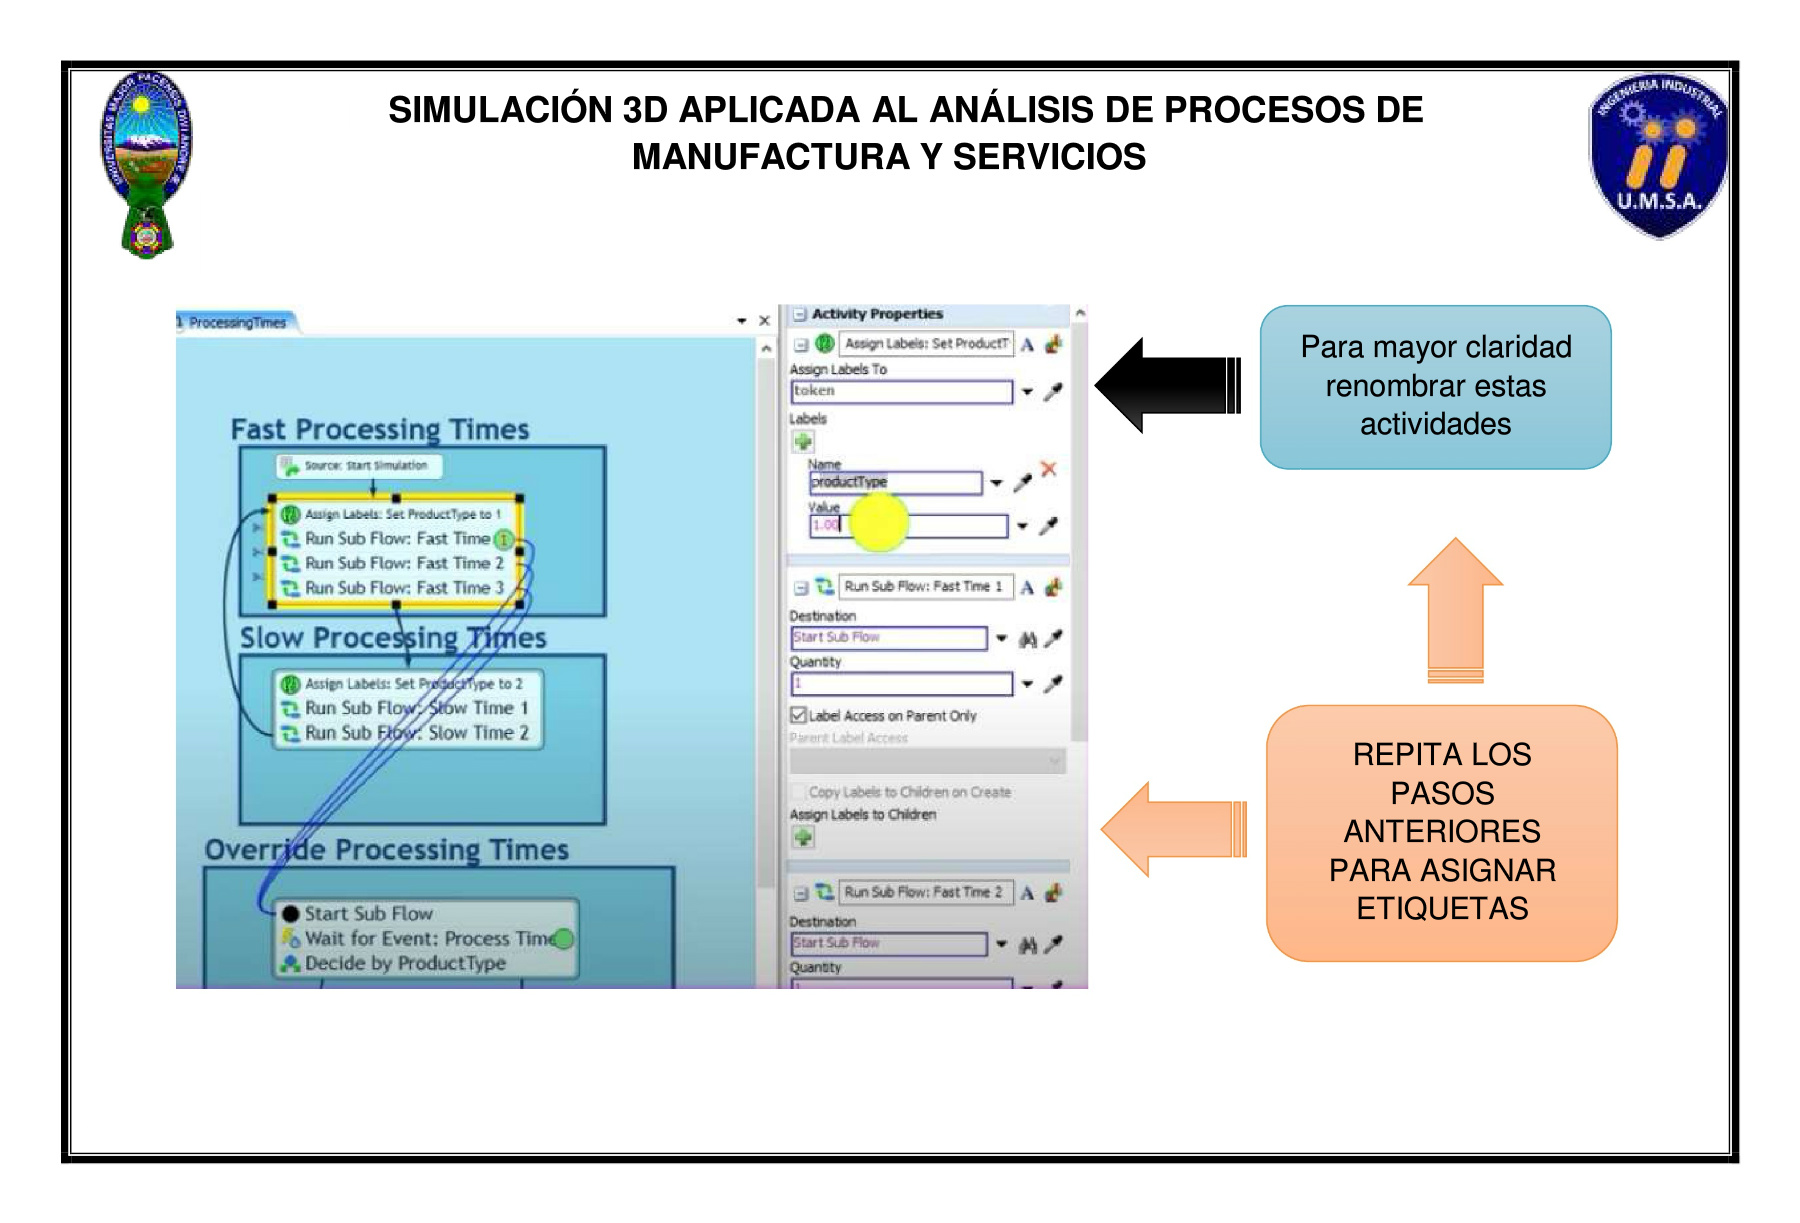 SIMULACIÓN 3D APLICADA AL ANÁLISIS DE PROCESOS DE
MANUFACTURA Y SERVICIOS
INGENIERIA INDUSTRIAL
U.M.S.A.
ProcessingTimes
Fast Processing Times
Source: Start Simulation
Assign Labels: Set ProductType to 1
Run Sub Flow: Fast Time 1
Run Sub Flow: Fast Time 2
Run Sub Flow: Fast Time 3
Slow Processing Times
Assign Labels: Set ProductType to 2
Run Sub Flow: Slow Time 1
Run Sub Flow: Slow Time 2
Override Processing Times
Start Sub Flow
Wait for Event: Process Time
Decide by ProductType
Activity Properties
Assign Labels: Set ProductT
Assign Labels To
token
Labels
Name
productType
Value
1.00
Run Sub Flow: Fast Time 1
Destination
Start Sub Flow
Quantity
1
Label Access on Parent Only
Parent Label Access
Copy Labels to Children on Create
Assign Labels to Children
Run Sub Flow: Fast Time 2
Destination
Start Sub Flow
Quantity
Para mayor claridad
renombrar estas
actividades
REPITA LOS
PASOS
ANTERIORES
PARA ASIGNAR
ETIQUETAS